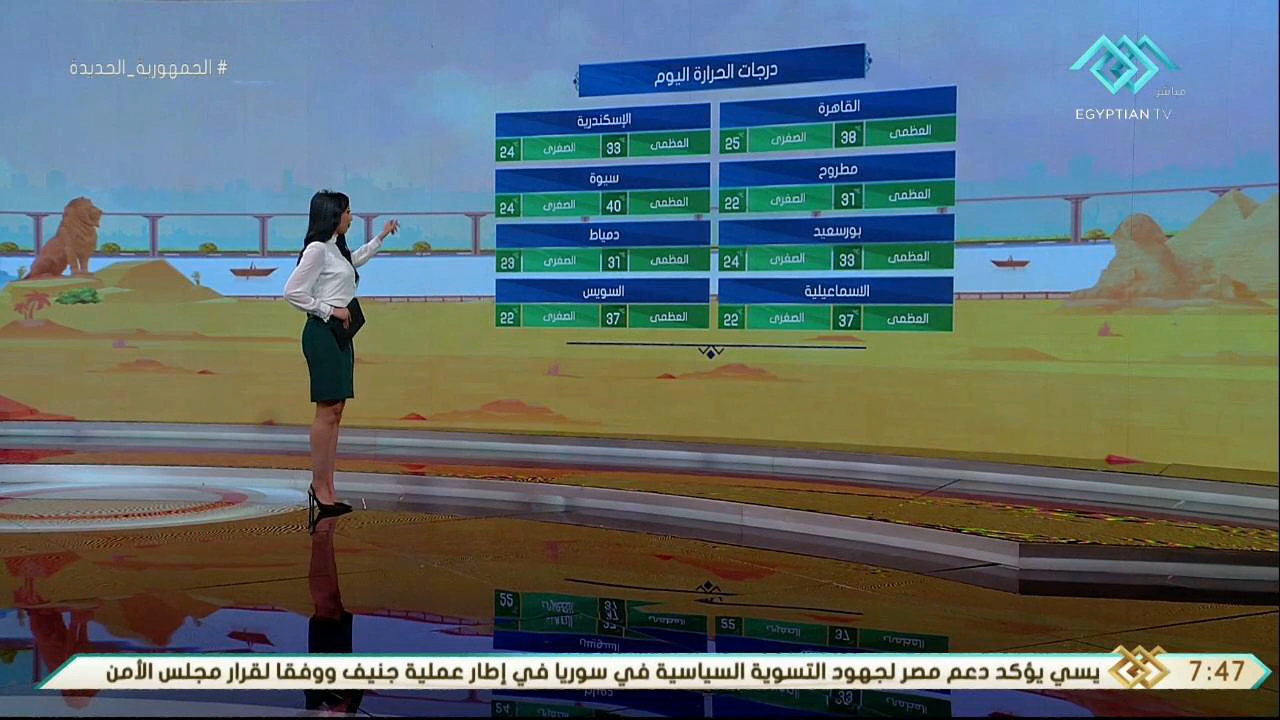 #الجمهورية_الجديدة
مباشر
EGYPTIAN TV
درجات الحرارة اليوم
القاهرة
العظمى 38 الصغرى 25
الإسكندرية
العظمى 33 الصغرى 24
مطروح
العظمى 31 الصغرى 22
سيوة
العظمى 40 الصغرى 24
بورسعيد
العظمى 33 الصغرى 24
دمياط
العظمى 31 الصغرى 23
الاسماعيلية
العظمى 37 الصغرى 22
السويس
العظمى 37 الصغرى 22
7:47
يسي يؤكد دعم مصر لجهود التسوية السياسية في سوريا في إطار عملية جنيف ووفقا لقرار مجلس الأمن